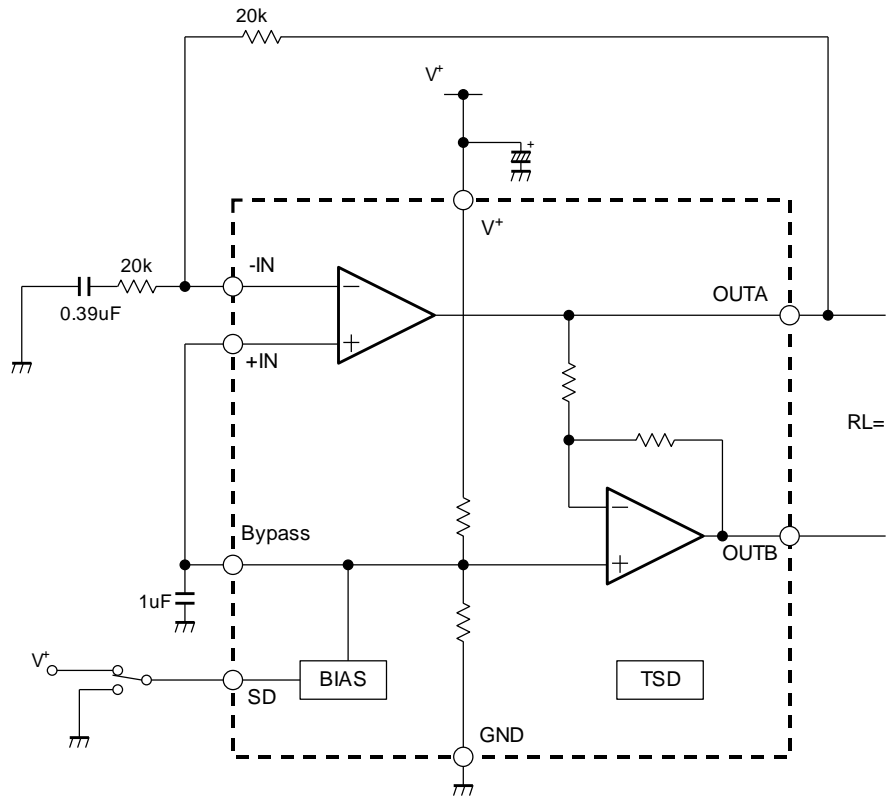 20k
V+
+
V+
20k
-IN
OUTA
0.39uF
+IN
RL=
Bypass
OUTB
1uF
V+
BIAS
TSD
SD
GND